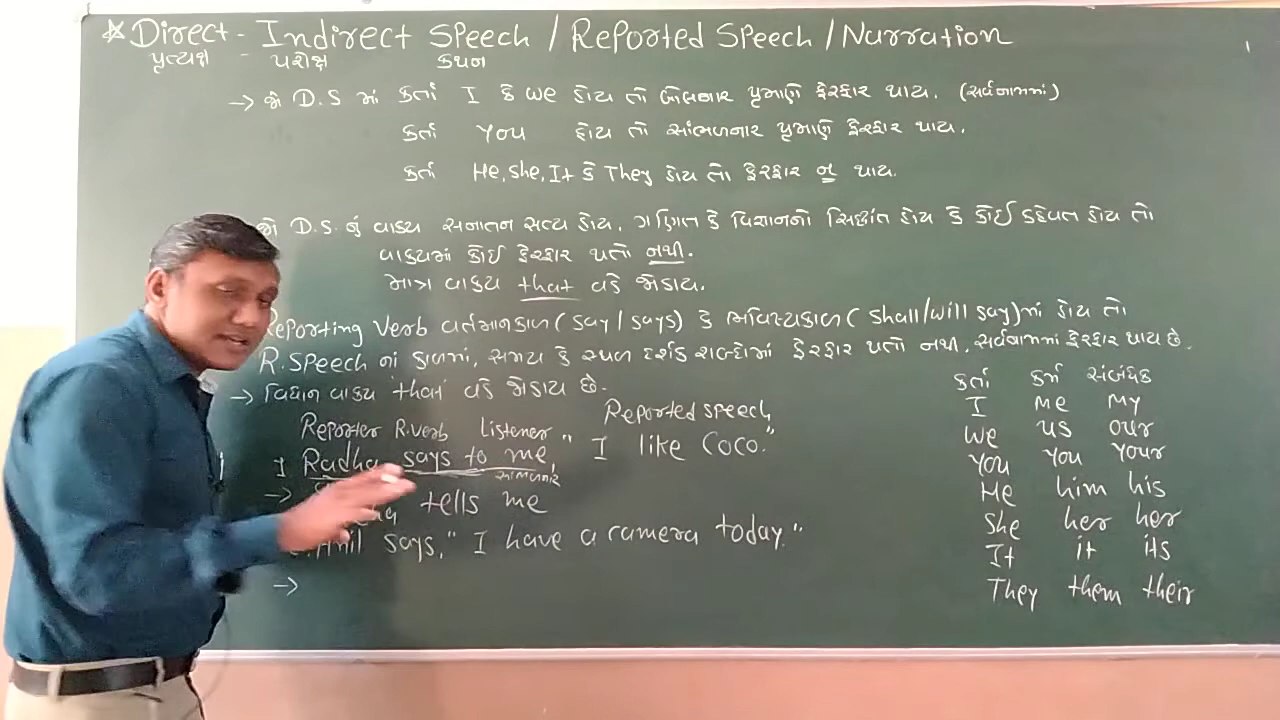 * Direct - Indirect Speech / Reported Speech / Narration
પ્રત્યક્ષ - પરોક્ષ કથન
→ જો D.S માં કર્તા I કે we હોય તો બોલનાર પ્રમાણે ફેરફાર થાય. (સર્વનામમાં)
કર્તા You હોય તો સાંભળનાર પ્રમાણે ફેરફાર થાય.
કર્તા He, She, It કે They હોય તો ફેરફાર ન થાય.
જો D.S. નું વાક્ય સનાતન સત્ય હોય, ગણિત કે વિજ્ઞાનનો સિદ્ધાંત હોય કે કોઈ કહેવત હોય તો
વાક્યમાં કોઈ ફેરફાર થતો નથી.
માત્ર વાક્ય that વડે જોડાય.
Reporting Verb વર્તમાનકાળ (say/says) કે ભવિષ્યકાળ (shall/will say) માં હોય તો
R. Speech નાં કાળમાં, સમય કે સ્થળ દર્શક શબ્દોમાં ફેરફાર થતો નથી. સર્વનામમાં ફેરફાર થાય છે.
→ વિધાન વાક્ય 'that' વડે જોડાય છે.
Reporter R.verb Listener Reported speech
1 Radha says to me, "I like Coco."
સાંભળનાર
→ tells me
Anil says, "I have a camera today."
→
કર્તા કર્મ સંબંધક
I me my
We us our
You you your
He him his
She her her
It it its
They them their